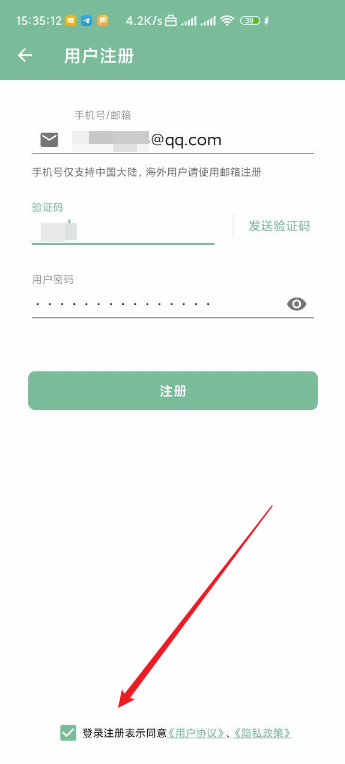 15:35:12 4.2K/s 39
用户注册
手机号/邮箱
@qq.com
手机号仅支持中国大陆，海外用户请使用邮箱注册
验证码
发送验证码
用户密码
···············
注册
登录注册表示同意《用户协议》、《隐私政策》